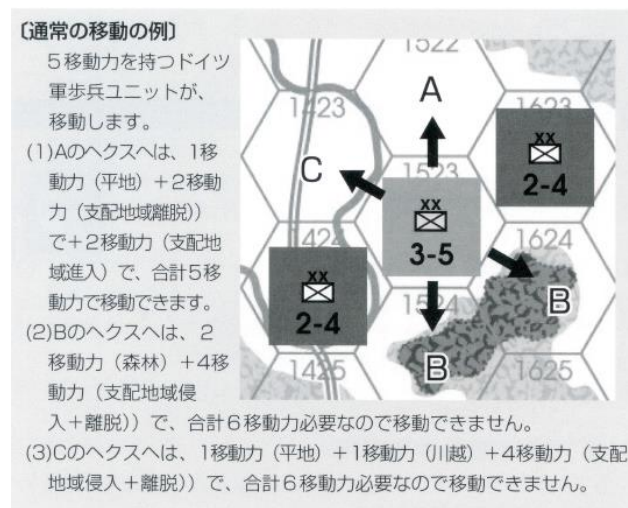 〔通常の移動の例〕
5移動力を持つドイツ
軍歩兵ユニットが、
移動します。
(1)Aのヘクスへは、1移
動力（平地）＋2移動
力（支配地域離脱））
で＋2移動力（支配地
域進入）で、合計5移
動力で移動できます。
(2)Bのヘクスへは、2
移動力（森林）＋4移
動力（支配地域侵
入＋離脱））で、合計6移動力必要なので移動できません。
(3)Cのヘクスへは、1移動力（平地）＋1移動力（川越）＋4移動力（支配
地域侵入＋離脱））で、合計6移動力必要なので移動できません。
1522
A
1423
1623
xx
2-4
C
1523
xx
3-5
1424
1624
xx
2-4
1524
B
B
1425
1625